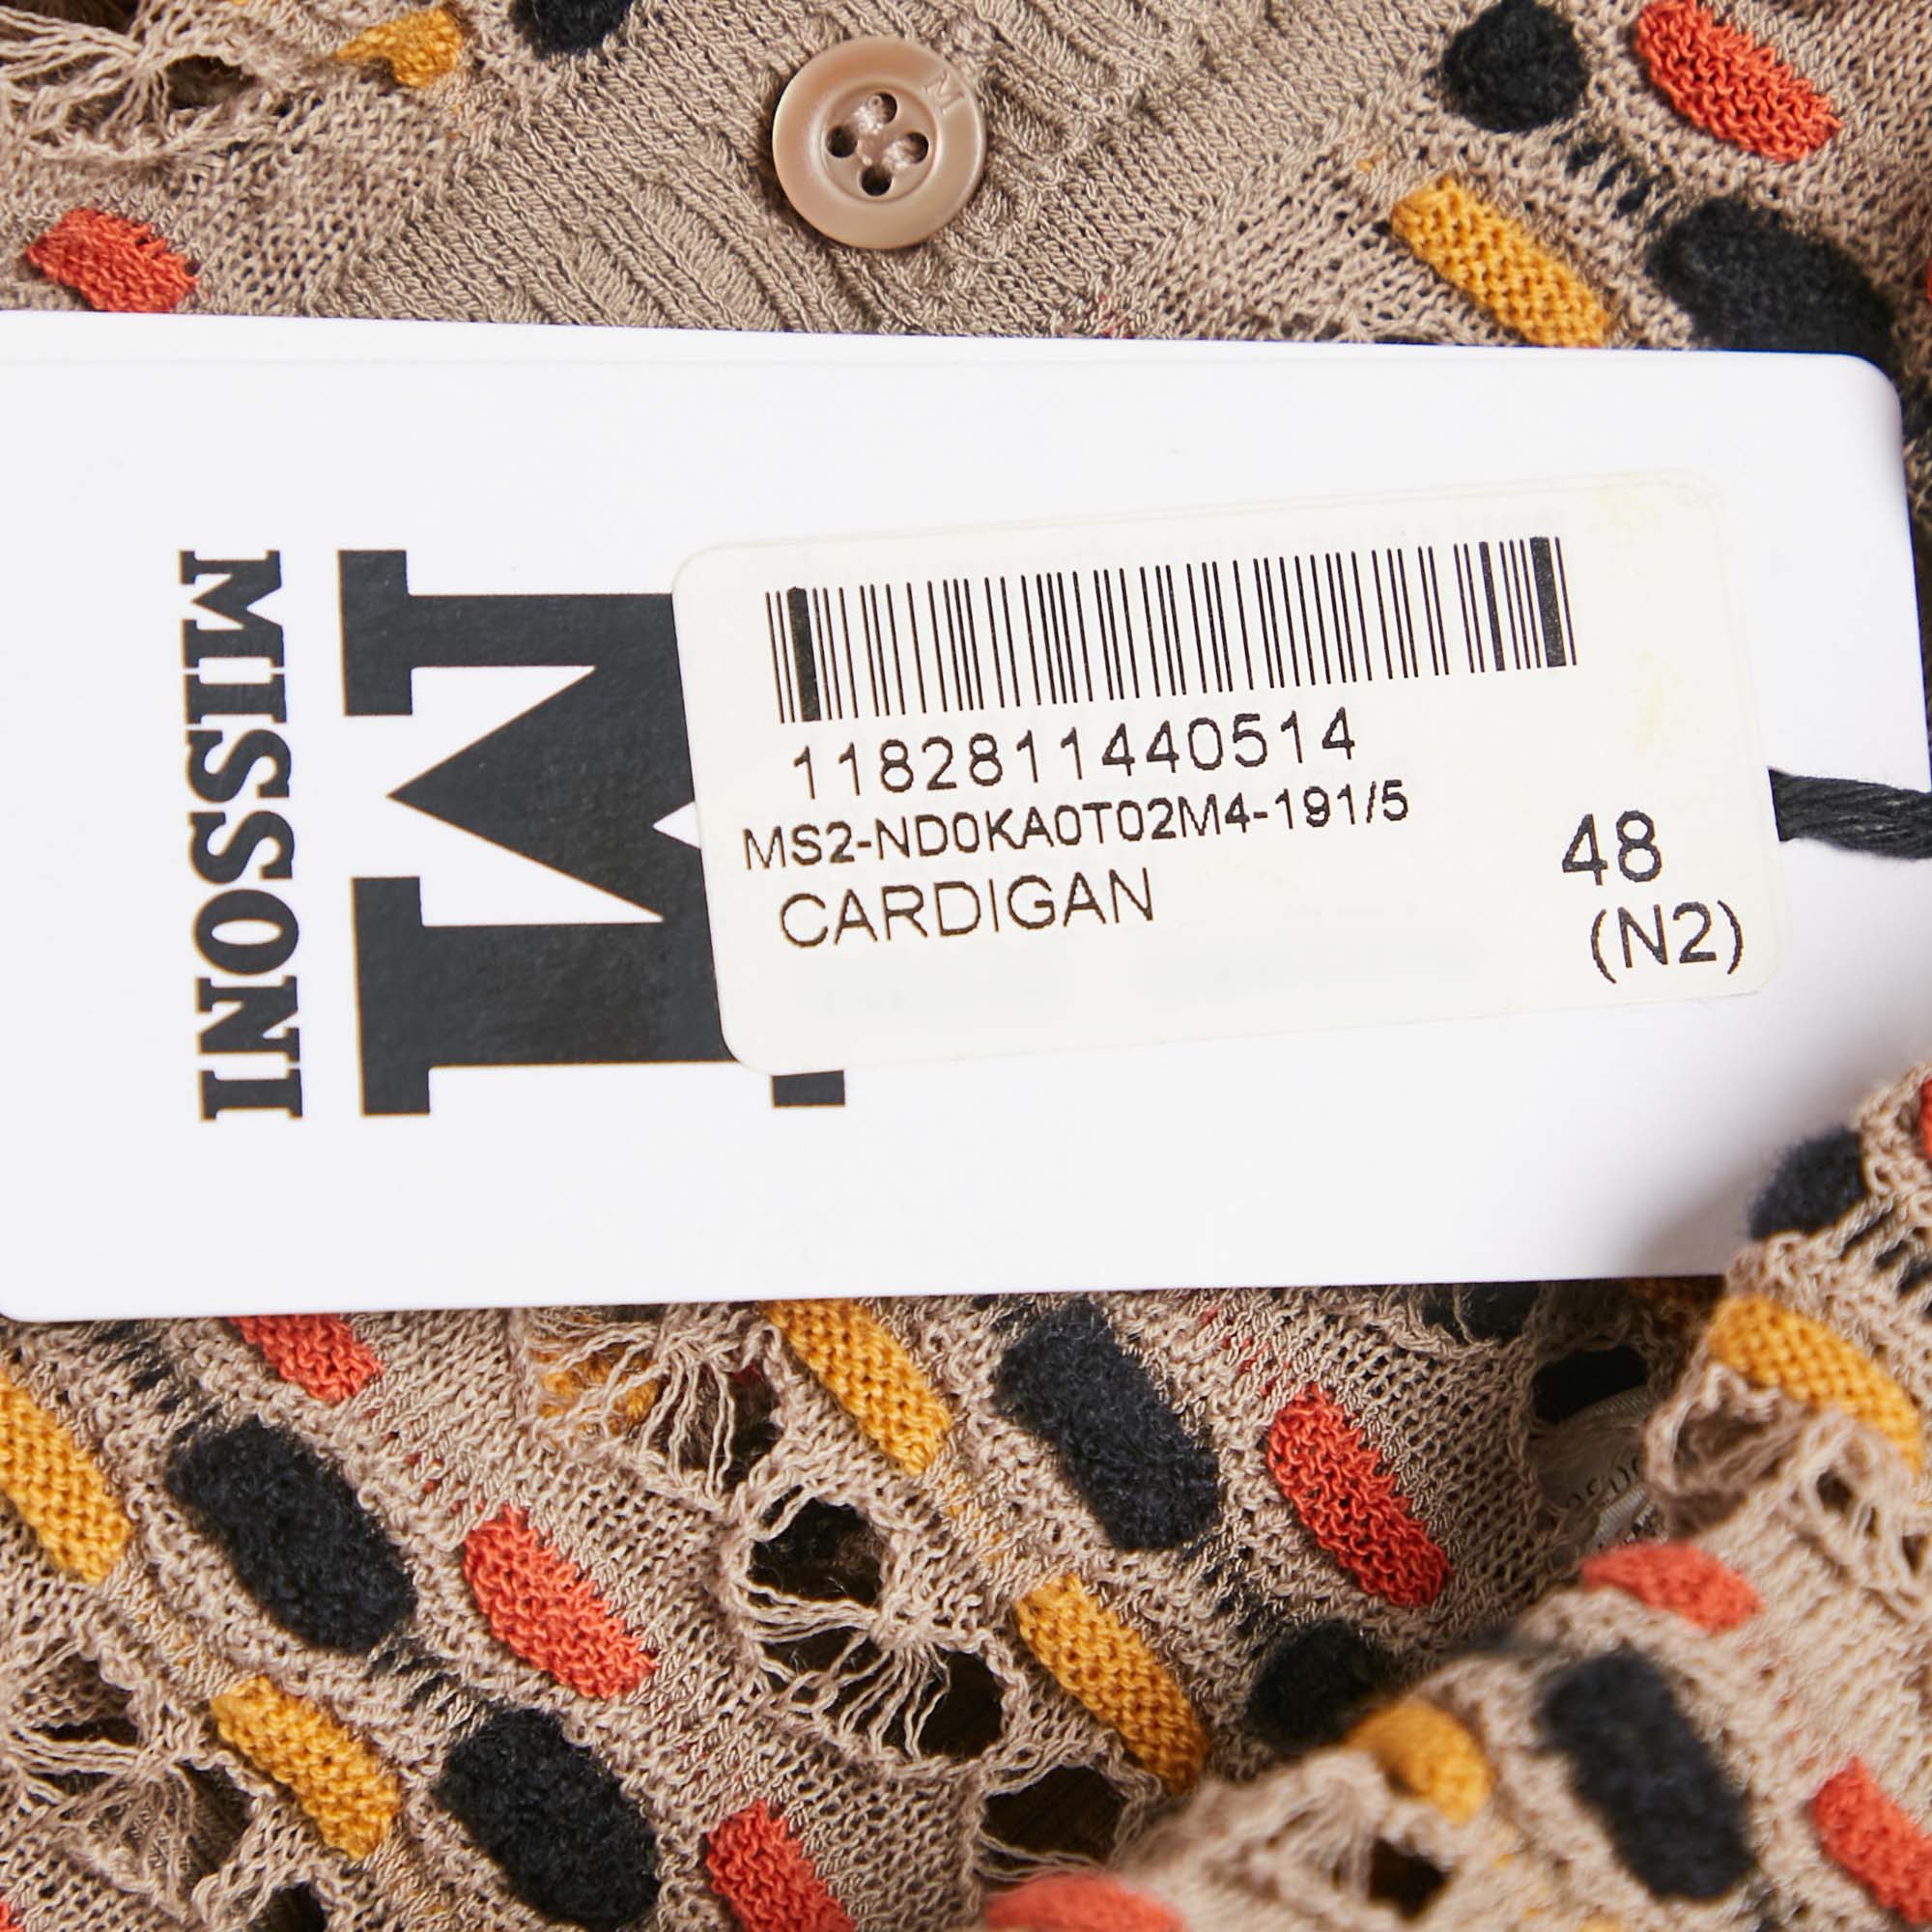 M
M
MISSONI
1182811440514
MS2-ND0KA0T02M4-191/5
CARDIGAN
48
(N2)